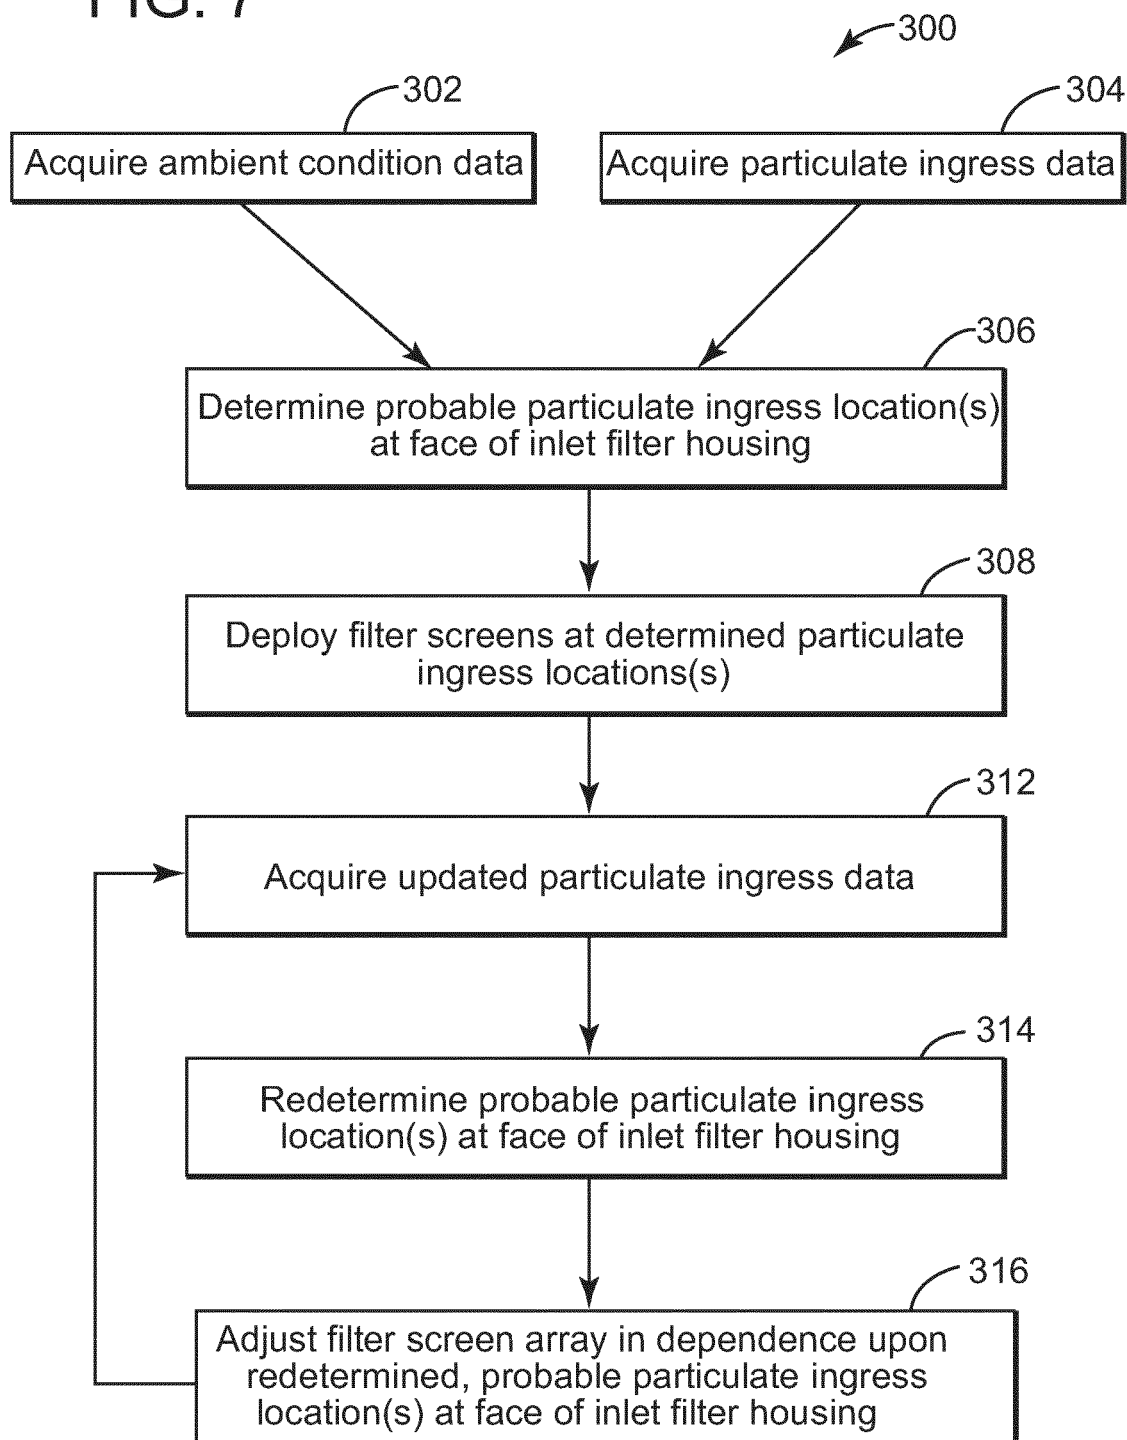 FIG. 7
300
302
304
Acquire ambient condition data
Acquire particulate ingress data
306
Determine probable particulate ingress location(s)
at face of inlet filter housing
308
Deploy filter screens at determined particulate
ingress locations(s)
312
Acquire updated particulate ingress data
314
Redetermine probable particulate ingress
location(s) at face of inlet filter housing
316
Adjust filter screen array in dependence upon
redetermined, probable particulate ingress
location(s) at face of inlet filter housing